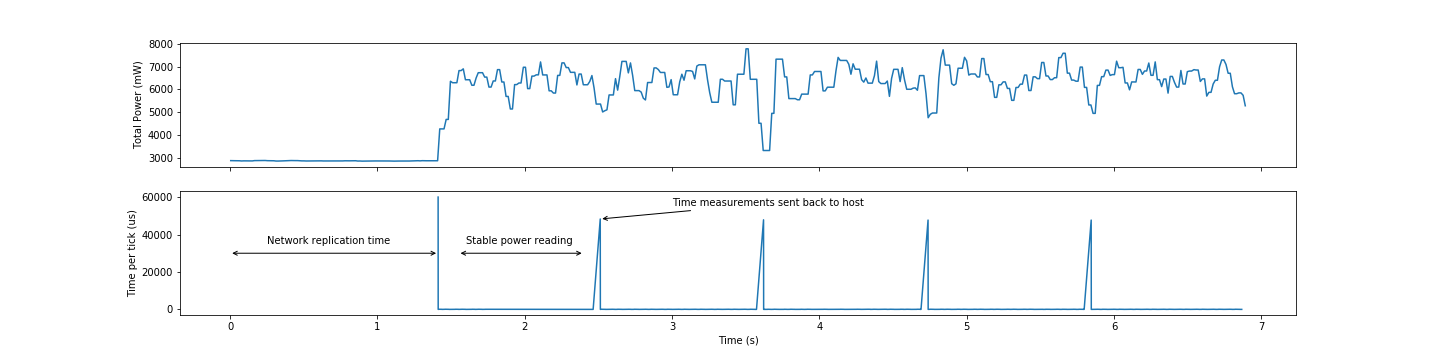 8000
7000
6000
5000
4000
3000
Total Power (mW)
60000
40000
20000
0
Time per tick (us)
Time measurements sent back to host
Network replication time
Stable power reading
0 1 2 3 4 5 6 7
Time (s)